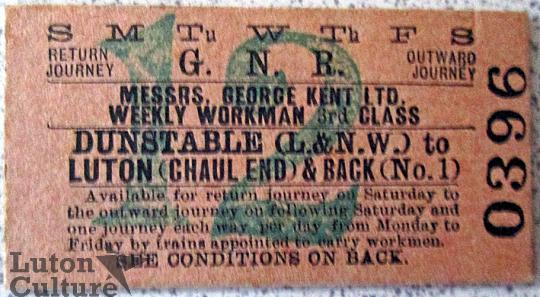 S M Tu W Th F S
RETURN JOURNEY G. N. R. OUTWARD JOURNEY
MESSRS. GEORGE KENT LTD.
WEEKLY WORKMAN 3rd CLASS
DUNSTABLE (L.&N.W.) to
LUTON (CHAUL END) & BACK (No. 1)
Available for return journey on Saturday to
the outward journey on following Saturday and
one journey each way per day from Monday to
Friday by trains appointed to carry workmen.
SEE CONDITIONS ON BACK.
0396
12
Luton
Culture